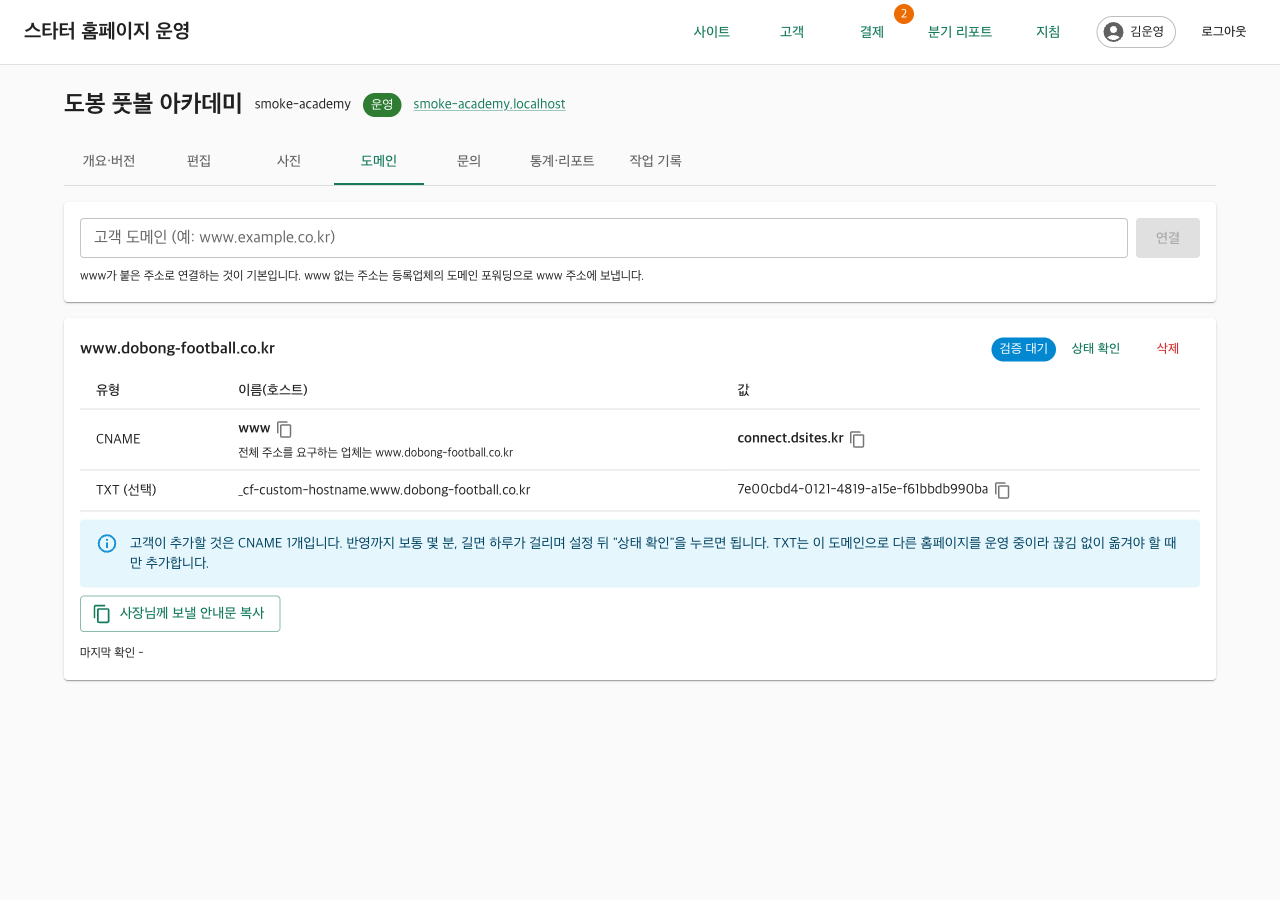 스타터 홈페이지 운영
사이트
고객
결제
2
분기 리포트
지침
김운영
로그아웃
도봉 풋볼 아카데미
smoke-academy
운영
smoke-academy.localhost
개요·버전
편집
사진
도메인
문의
통계·리포트
작업 기록
고객 도메인 (예: www.example.co.kr)
연결
www가 붙은 주소로 연결하는 것이 기본입니다. www 없는 주소는 등록업체의 도메인 포워딩으로 www 주소에 보냅니다.
www.dobong-football.co.kr
검증 대기
상태 확인
삭제
유형
이름(호스트)
값
CNAME
www
전체 주소를 요구하는 업체는 www.dobong-football.co.kr
connect.dsites.kr
TXT (선택)
_cf-custom-hostname.www.dobong-football.co.kr
7e00cbd4-0121-4819-a15e-f61bbdb990ba
고객이 추가할 것은 CNAME 1개입니다. 반영까지 보통 몇 분, 길면 하루가 걸리며 설정 뒤 "상태 확인"을 누르면 됩니다. TXT는 이 도메인으로 다른 홈페이지를 운영 중이라 끊김 없이 옮겨야 할 때
만 추가합니다.
사장님께 보낼 안내문 복사
마지막 확인 -